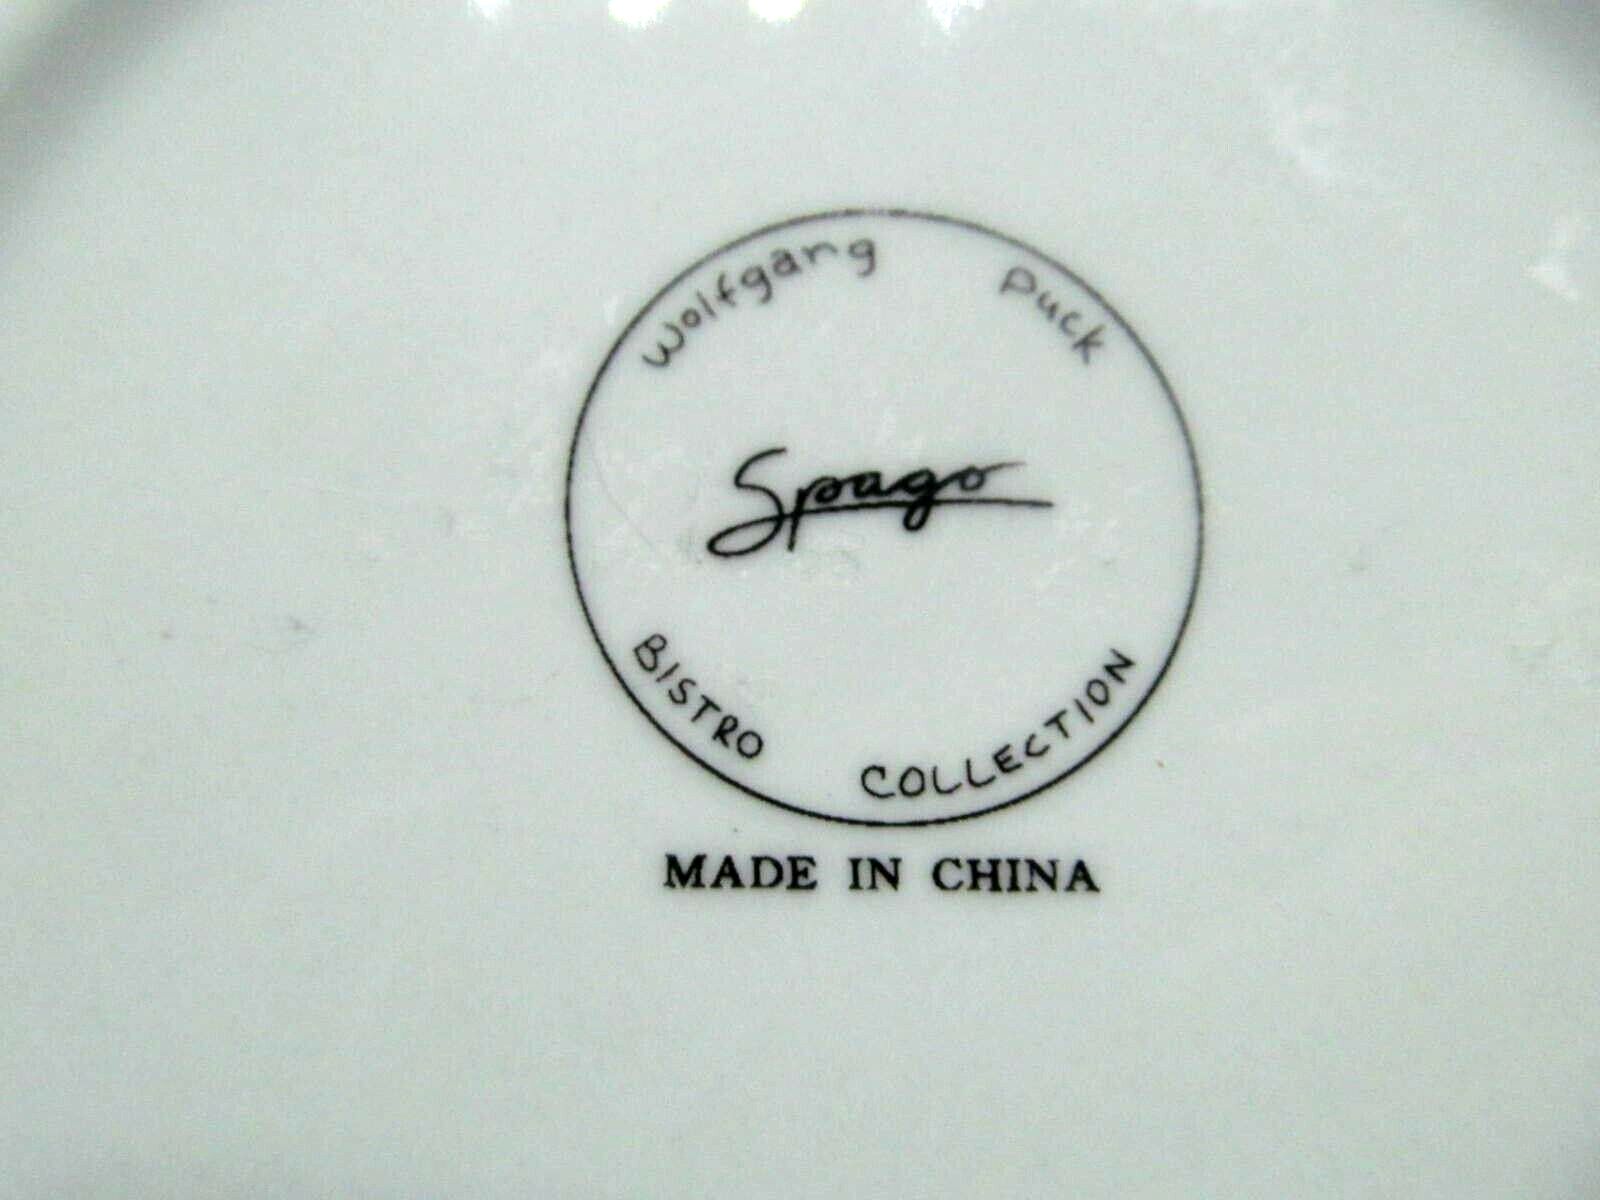 Wolfgang Puck
Spago
BISTRO COLLECTION
MADE IN CHINA